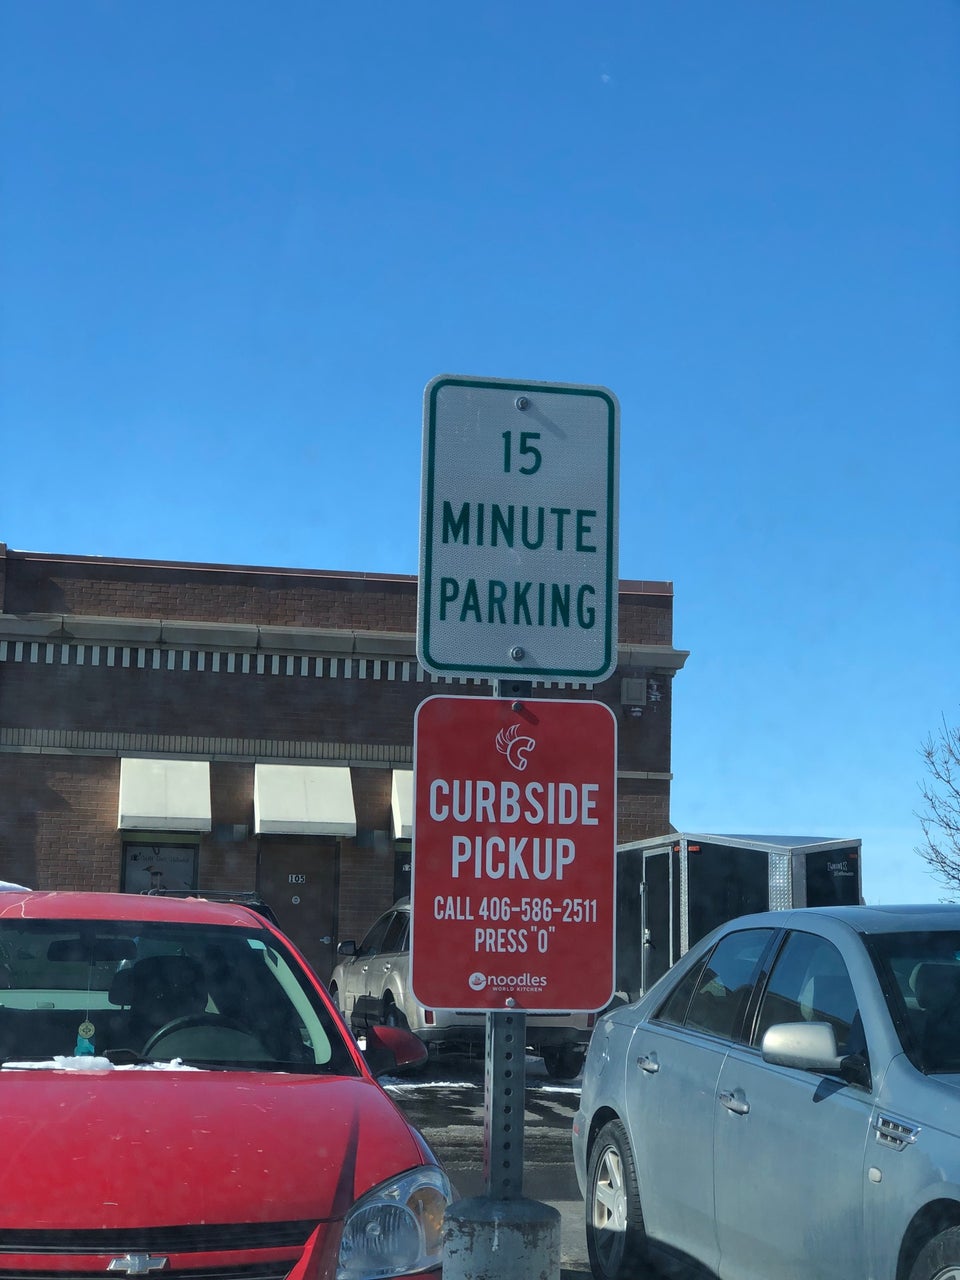 15
MINUTE
PARKING
CURBSIDE
PICKUP
CALL 406-586-2511
PRESS "0"
noodles
WORLD KITCHEN
105